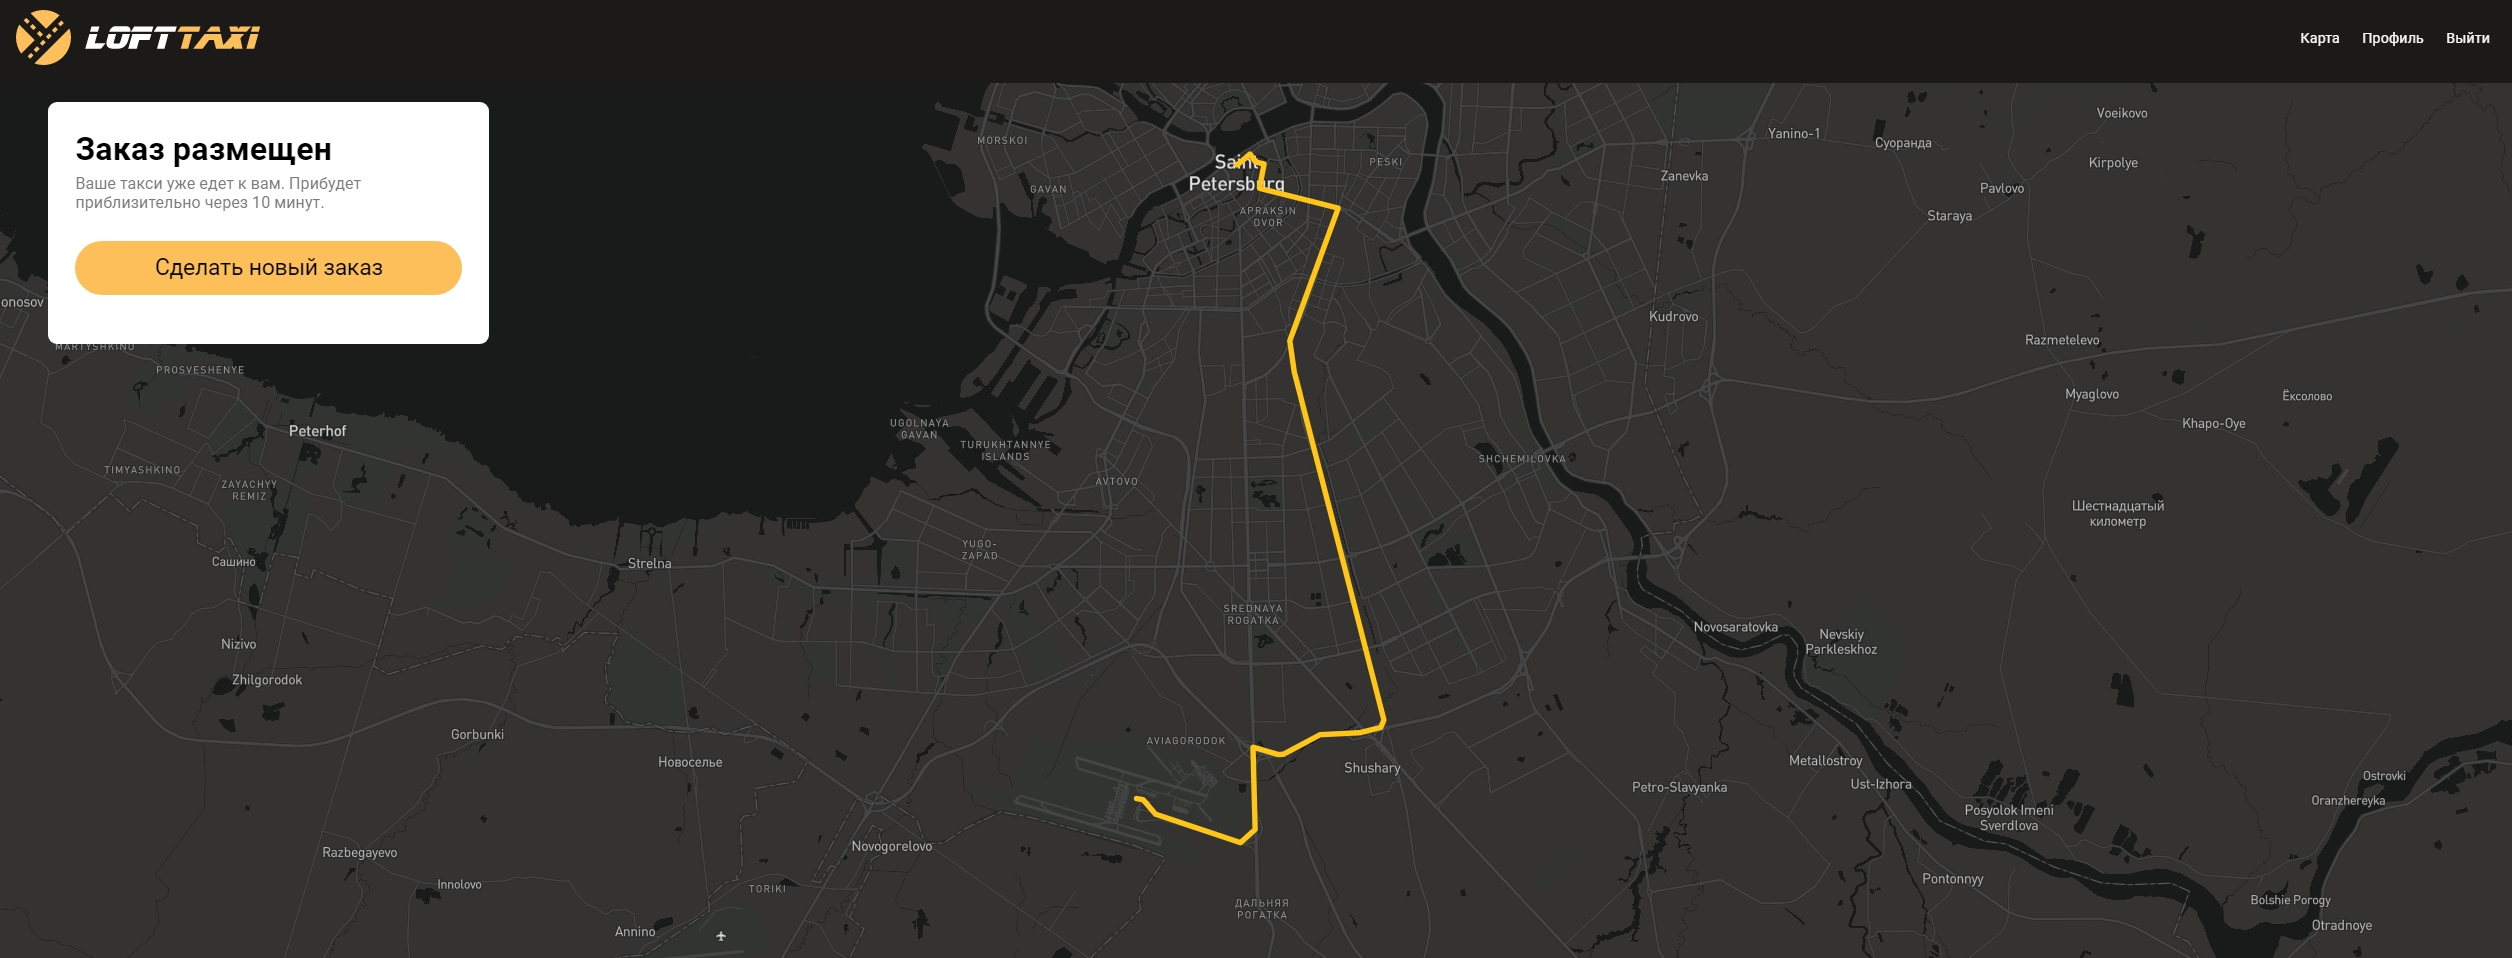 LOFTTAXI
Карта Профиль Выйти
Заказ размещен
Ваше такси уже едет к вам. Прибудет
приблизительно через 10 минут.
Сделать новый заказ
Voeikovo
Yanino-1
MORSKOI
Суоранда
PESKI
Kirpolye
Saint
Petersburg
Zanevka
GAVAN
Pavlovo
APRAKSIN
DVOR
Staraya
onosov
Kudrovo
Razmetelevo
MARTYSHKINO
PROSVESHENYE
Myaglovo
Ёксолово
UGOLNAYA
GAVAN
Khapo-Oye
Peterhof
TURUKHTANNYE
ISLANDS
SHCHEMILOVKA
TIMYASHKINO
AVTOVO
ZAYACHYY
REMIZ
Шестнадцатый
километр
YUGO-
ZAPAD
Сашино
Strelna
SREDNAYA
ROGATKA
Novosaratovka
Nevskiy
Parkleskhoz
Nizivo
Zhilgorodok
Gorbunki
AVIAGORODOK
Новоселье
Metallostroy
Shushary
Ostrovki
Petro-Slavyanka
Ust-Izhora
Oranzhereyka
Posyolok Imeni
Sverdlova
Novogorelovo
Razbegayevo
Pontonnyy
Innolovo
TORIKI
Bolshie Porogy
ДАЛЬНЯЯ
РОГАТКА
Otradnoye
Annino